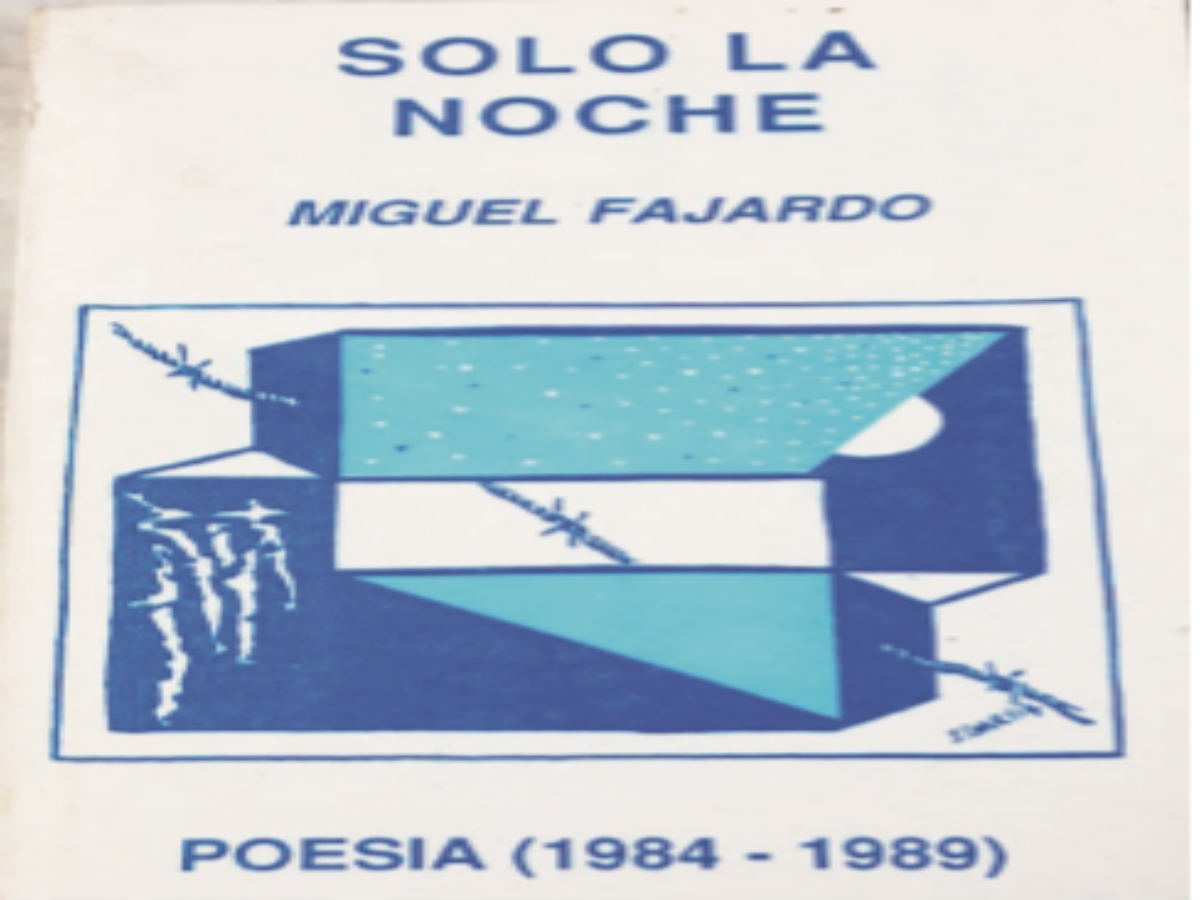 SOLO LA
NOCHE
MIGUEL FAJARDO
POESIA (1984 - 1989)